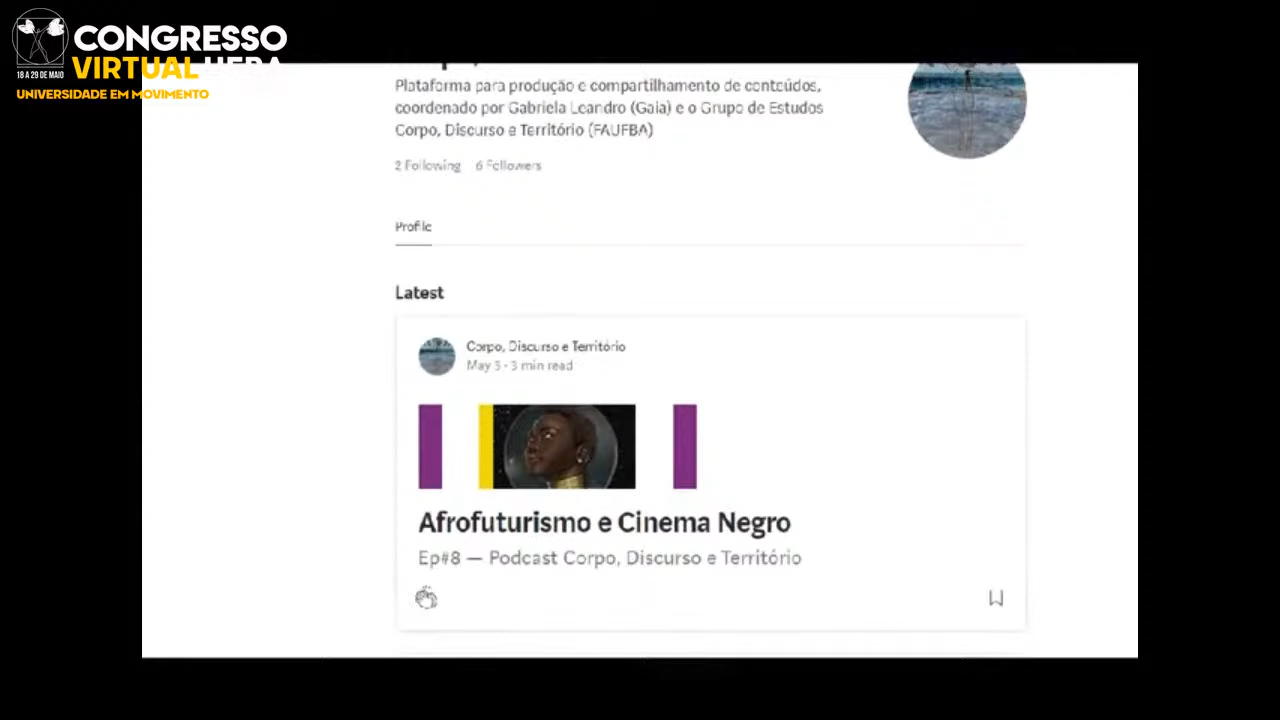 CONGRESSO
VIRTUAL UFBA
18 A 29 DE MAIO
UNIVERSIDADE EM MOVIMENTO
Plataforma para produção e compartilhamento de conteúdos,
coordenado por Gabriela Leandro (Gaia) e o Grupo de Estudos
Corpo, Discurso e Território (FAUFBA)
2 Following 6 Followers
Profile
Latest
Corpo, Discurso e Território
May 5 · 3 min read
Afrofuturismo e Cinema Negro
Ep#8 — Podcast Corpo, Discurso e Território